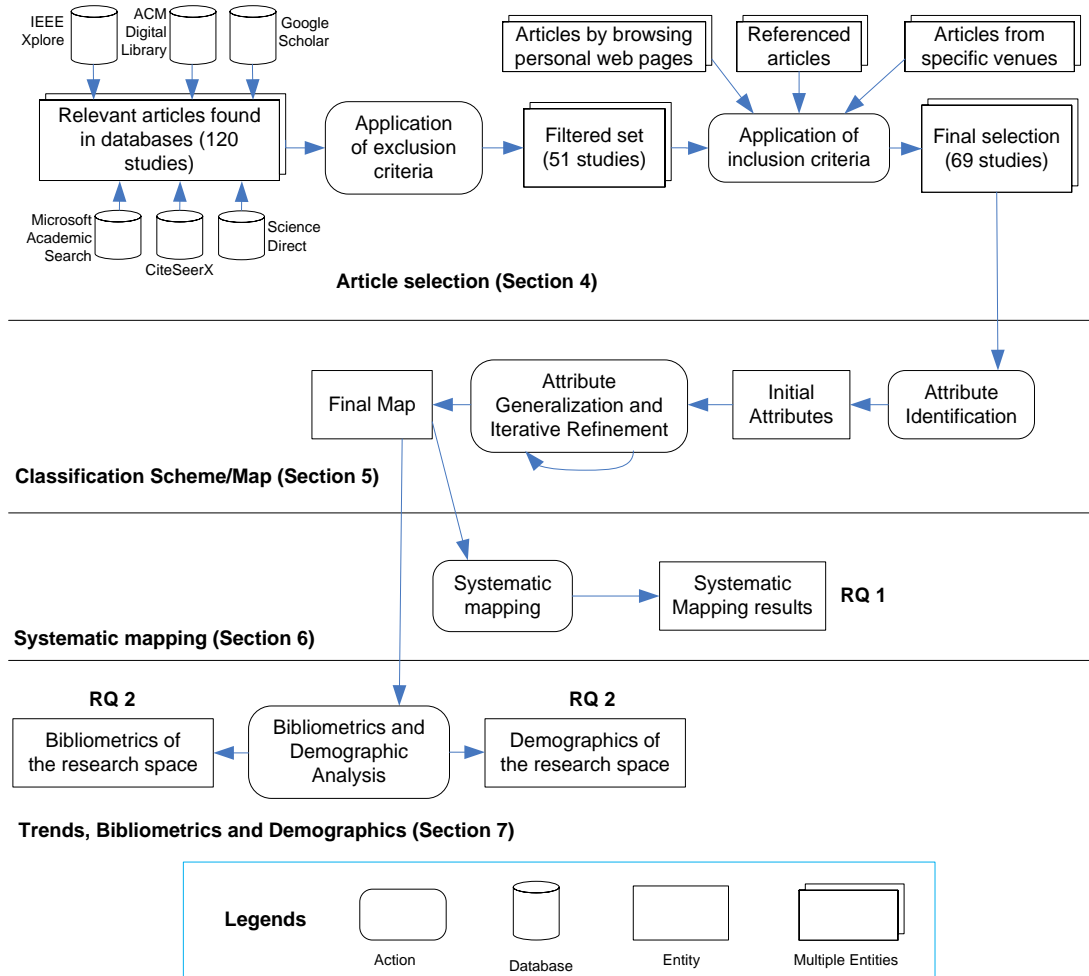 IEEE
Xplore
ACM
Digital
Library
Google
Scholar
Relevant articles found
in databases (120
studies)
Microsoft
Academic
Search
CiteSeerX
Science
Direct
Application
of exclusion
criteria
Filtered set
(51 studies)
Articles by browsing
personal web pages
Referenced
articles
Articles from
specific venues
Application of
inclusion criteria
Final selection
(69 studies)
Article selection (Section 4)
Final Map
Attribute
Generalization and
Iterative Refinement
Initial
Attributes
Attribute
Identification
Classification Scheme/Map (Section 5)
Systematic
mapping
Systematic
Mapping results
RQ 1
Systematic mapping (Section 6)
RQ 2
Bibliometrics of
the research space
Bibliometrics and
Demographic
Analysis
RQ 2
Demographics of
the research space
Trends, Bibliometrics and Demographics (Section 7)
Legends
Action
Database
Entity
Multiple Entities